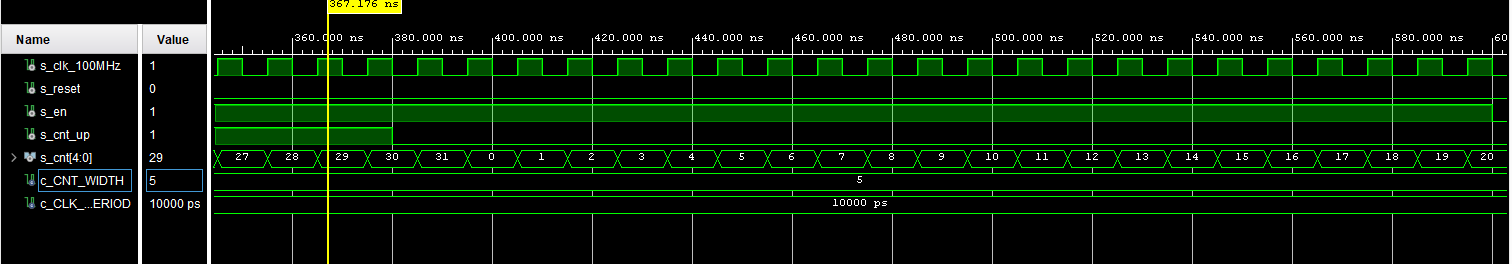 367.176 ns
Name Value
360.000 ns 380.000 ns 400.000 ns 420.000 ns 440.000 ns 460.000 ns 480.000 ns 500.000 ns 520.000 ns 540.000 ns 560.000 ns 580.000 ns 60
s_clk_100MHz 1
s_reset 0
s_en 1
s_cnt_up 1
s_cnt[4:0] 29 27 28 29 30 31 0 1 2 3 4 5 6 7 8 9 10 11 12 13 14 15 16 17 18 19 20
c_CNT_WIDTH 5 5
c_CLK_...ERIOD 10000 ps 10000 ps